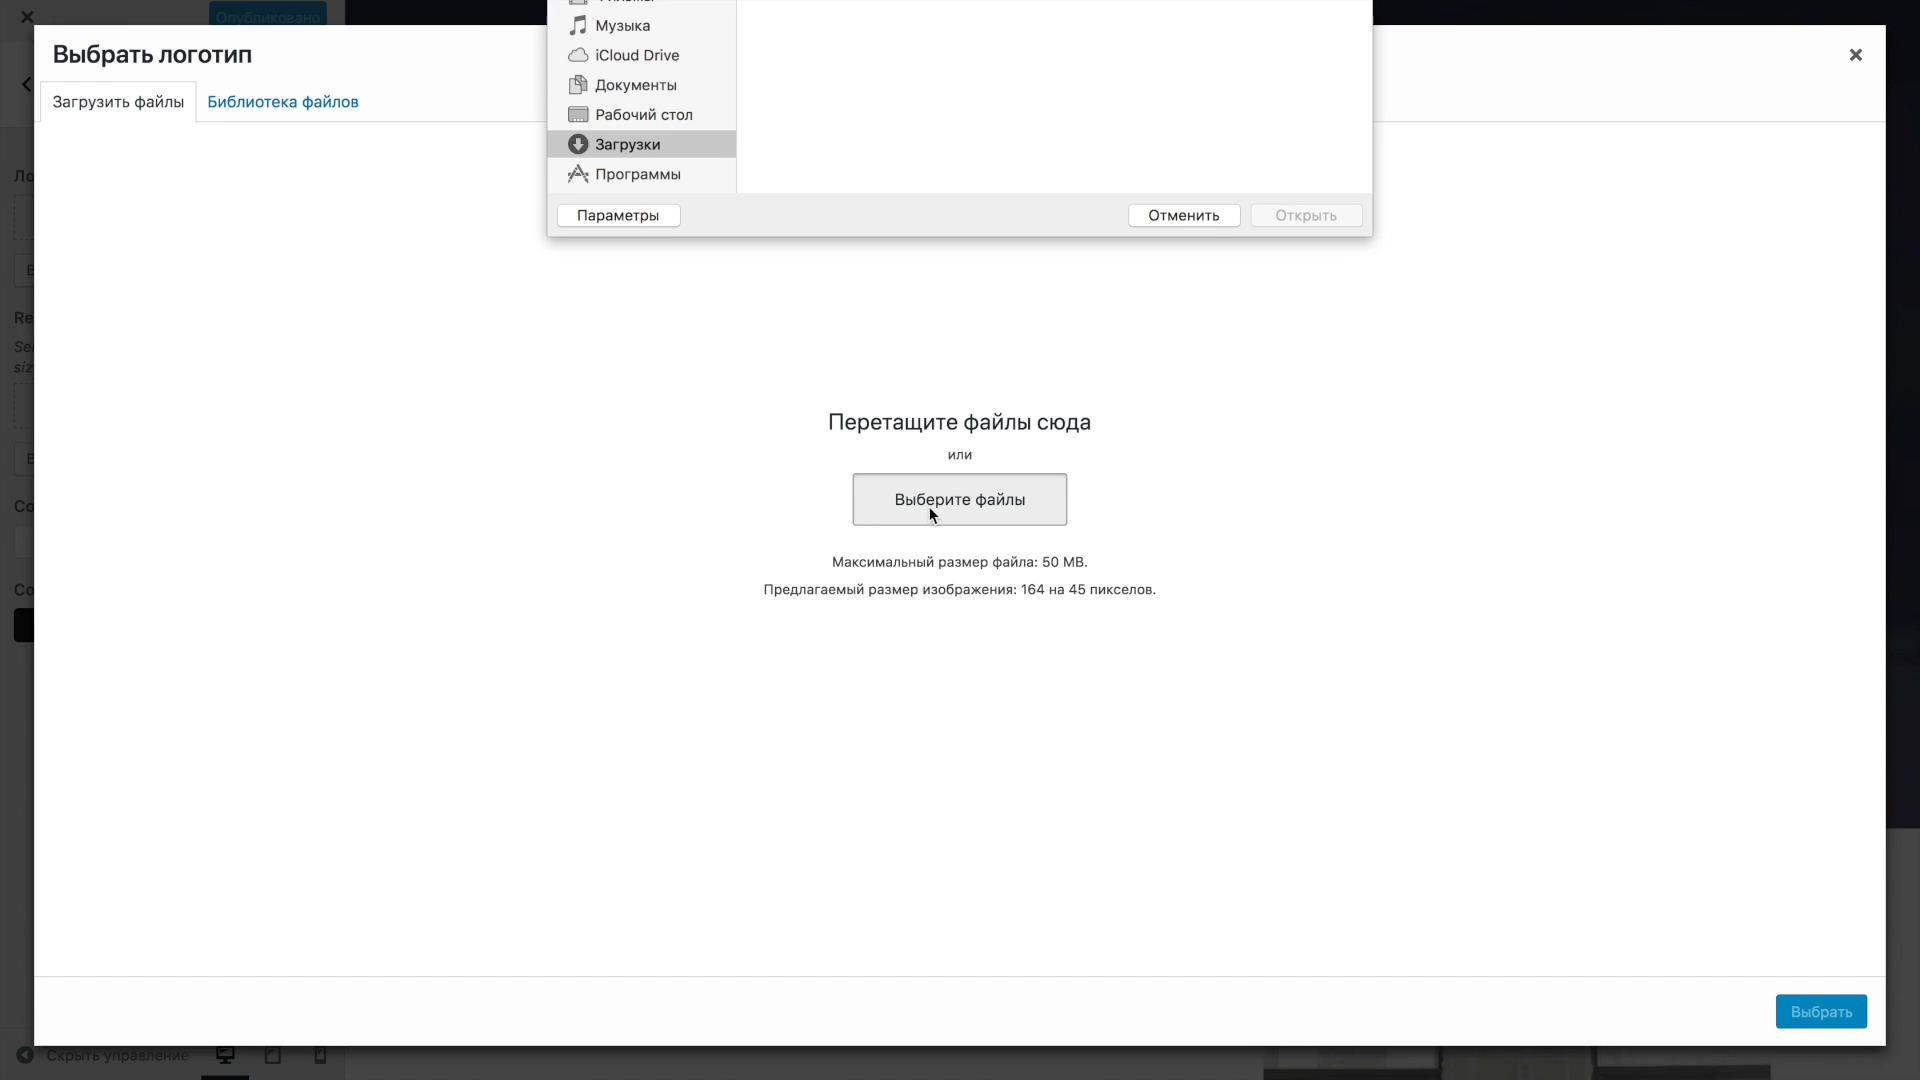 Опубликовано
Выбрать логотип
Загрузить файлы
Библиотека файлов
Музыка
iCloud Drive
Документы
Рабочий стол
Загрузки
Программы
Параметры
Отменить
Открыть
Перетащите файлы сюда
или
Выберите файлы
Максимальный размер файла: 50 MB.
Предлагаемый размер изображения: 164 на 45 пикселов.
Выбрать
Скрыть управление